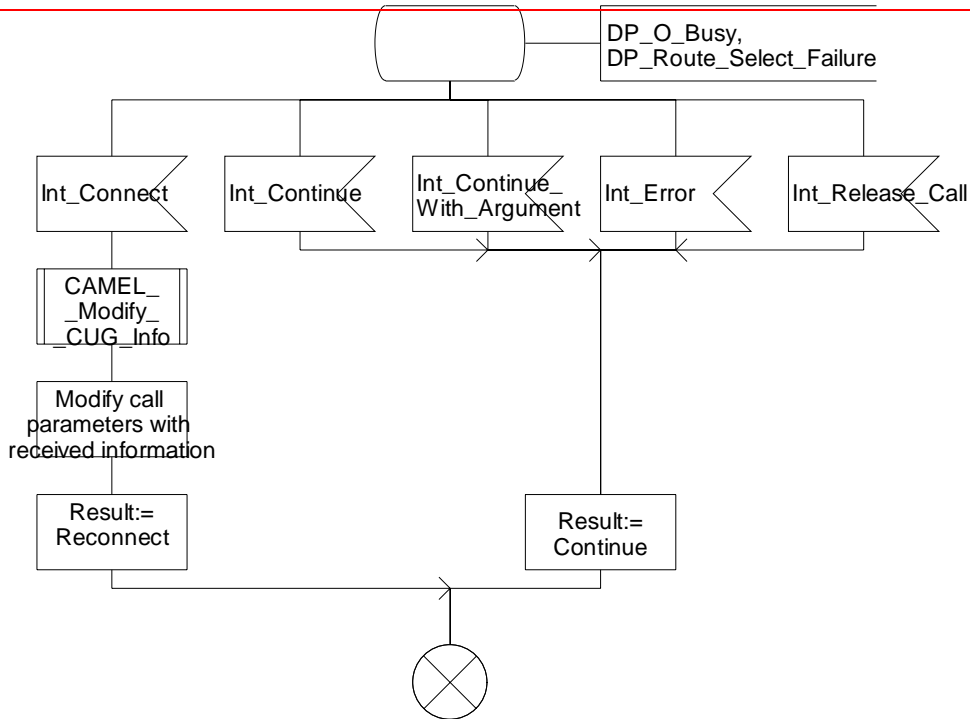 DP_O_Busy,
DP_Route_Select_Failure
Int_Connect
Int_Continue
Int_Continue_
With_Argument
Int_Error
Int_Release_Call
CAMEL_
_Modify_
_CUG_Info
Modify call
parameters with
received information
Result:=
Reconnect
Result:=
Continue